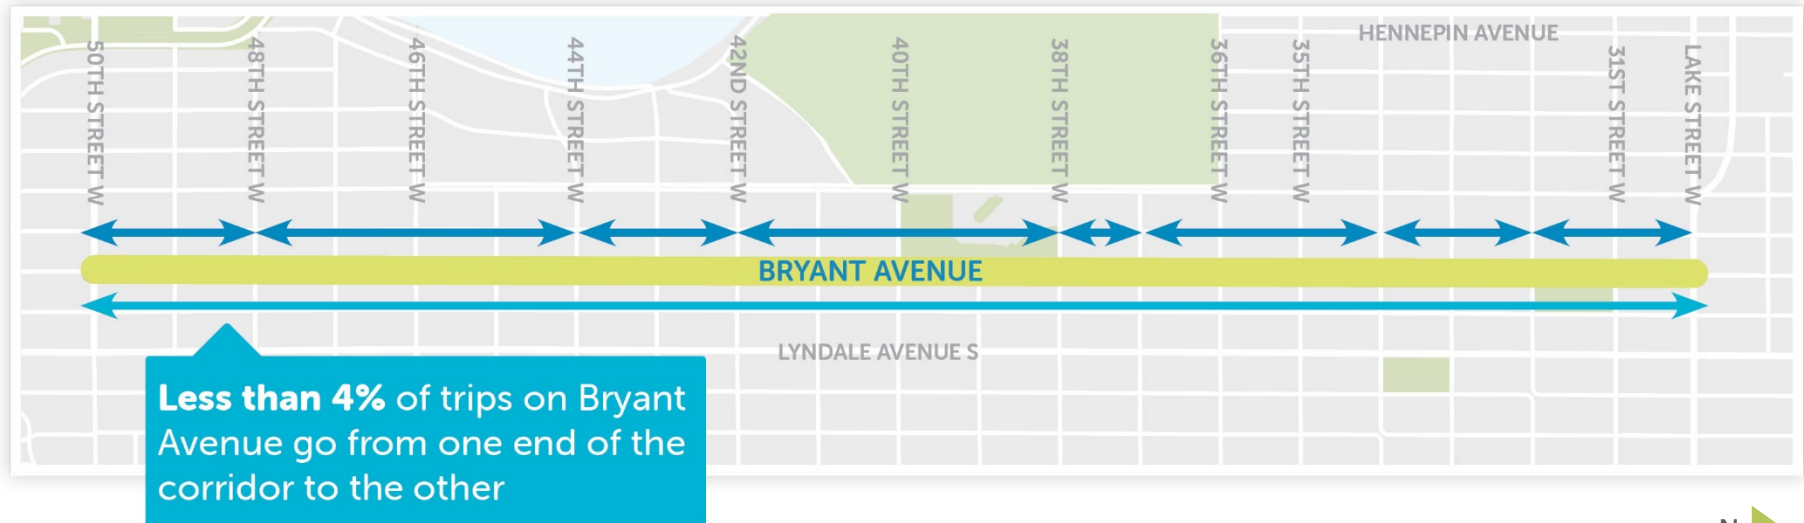 HENNEPIN AVENUE
50TH STREET W
48TH STREET W
46TH STREET W
44TH STREET W
42ND STREET W
40TH STREET W
38TH STREET W
36TH STREET W
35TH STREET W
31ST STREET W
LAKE STREET W
BRYANT AVENUE
LYNDALE AVENUE S
Less than 4% of trips on Bryant
Avenue go from one end of the
corridor to the other
N